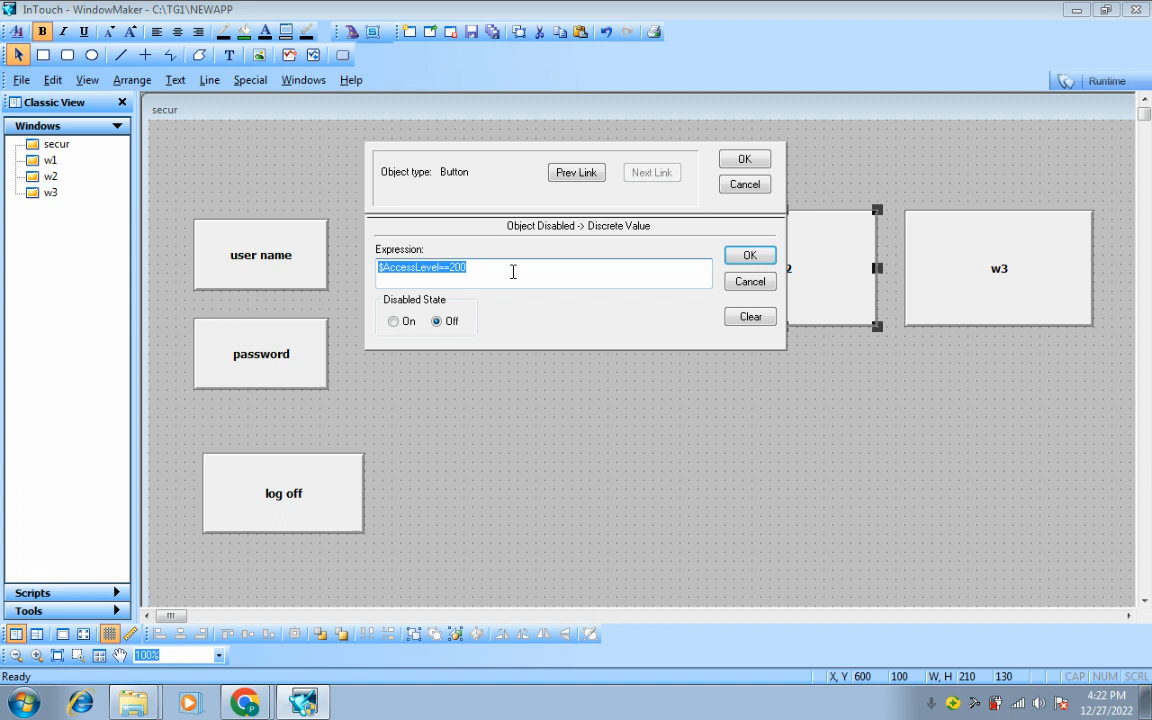 InTouch - WindowMaker - C:\TG1\NEWAPP
File Edit View Arrange Text Line Special Windows Help
Runtime
Classic View
secur
Windows
secur
w1
w2
w3
Object type: Button
Prev Link
Next Link
OK
Cancel
Object Disabled -> Discrete Value
Expression:
$AccessLevel==200
OK
Cancel
Clear
Disabled State
On
Off
user name
password
log off
2
w3
Scripts
Tools
100%
Ready
X, Y 600 100 W, H 210 130 CAP NUM SCRL
4:22 PM
12/27/2022